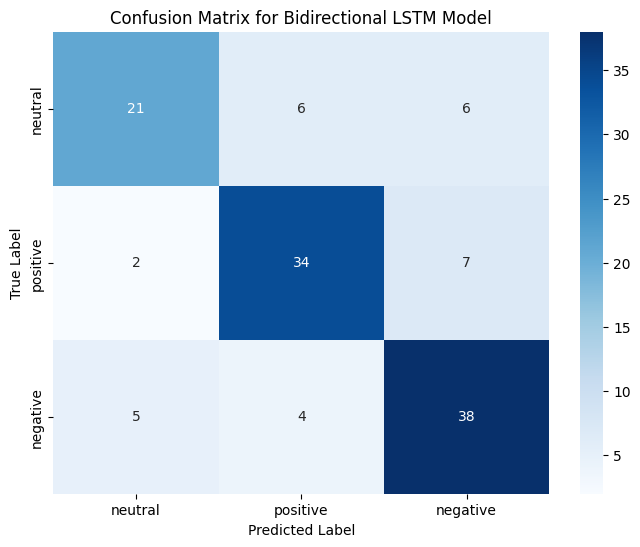 Confusion Matrix for Bidirectional LSTM Model
True Label
neutral
positive
negative
21 6 6
2 34 7
5 4 38
neutral positive negative
Predicted Label
35
30
25
20
15
10
5